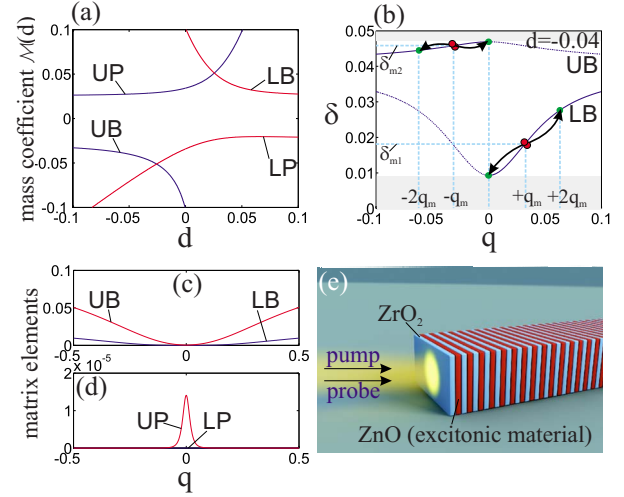 (a)
mass coefficient M(d)
0.1
0.05
0
-0.05
-0.1
UP
LB
UB
LP
-0.1 -0.05 0 0.05 0.1
d
(b)
d=-0.04
δ
0.05
0.04
0.03
0.02
0.01
0
δm2
δm1
UB
LB
-2qm -qm +qm +2qm
-0.1 -0.05 0 0.05 0.1
q
matrix elements
(c)
0.1
0.05
0
UB
LB
-0.5 0 0.5
x 10^-5
(d)
2
1
0
UP
LP
-0.5 0 0.5
q
(e)
ZrO2
pump
probe
ZnO (excitonic material)